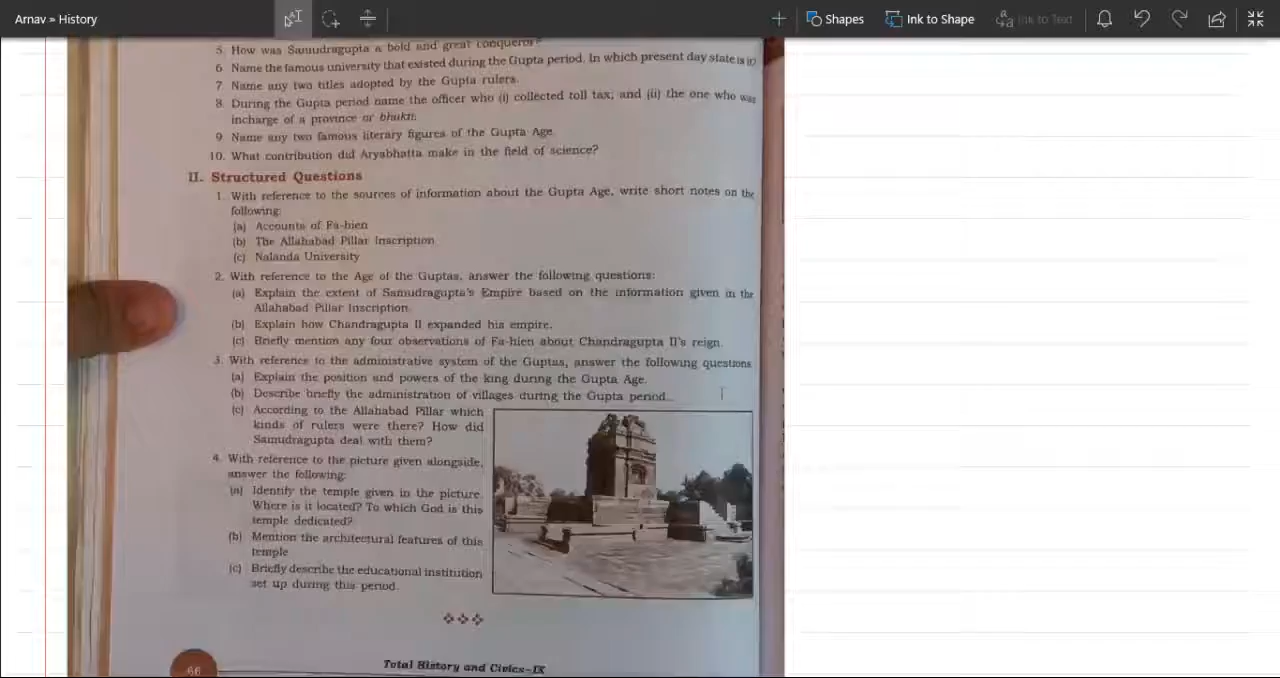 Arnav » History
Shapes
Ink to Shape
Ink to Text
5. How was Samudragupta a bold and great conqueror?
6 Name the famous university that existed during the Gupta period. In which present day state is it?
7 Name any two titles adopted by the Gupta rulers.
8. During the Gupta period name the officer who (i) collected toll tax; and (ii) the one who was
incharge of a province or bhukti.
9 Name any two famous literary figures of the Gupta Age.
10. What contribution did Aryabhatta make in the field of science?
II. Structured Questions
1. With reference to the sources of information about the Gupta Age, write short notes on the
following:
(a) Accounts of Fa-hien
(b) The Allahabad Pillar Inscription
(c) Nalanda University
2. With reference to the Age of the Guptas, answer the following questions:
(a) Explain the extent of Samudragupta's Empire based on the information given in the
Allahabad Pillar Inscription.
(b) Explain how Chandragupta II expanded his empire.
(c) Briefly mention any four observations of Fa-hien about Chandragupta II's reign.
3. With reference to the administrative system of the Guptas, answer the following questions
(a) Explain the position and powers of the king during the Gupta Age.
(b) Describe briefly the administration of villages during the Gupta period.
(c) According to the Allahabad Pillar which
kinds of rulers were there? How did
Samudragupta deal with them?
4. With reference to the picture given alongside,
answer the following:
(a) Identify the temple given in the picture.
Where is it located? To which God is this
temple dedicated?
(b) Mention the architectural features of this
temple
(c) Briefly describe the educational institution
set up during this period.
66
Total History and Civics–IX